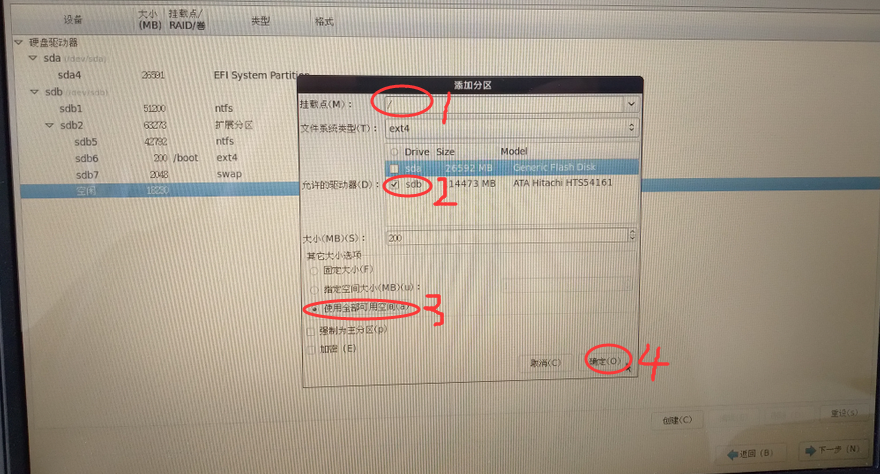 设备 大小(MB) 挂载点/RAID/卷 类型 格式
硬盘驱动器
sda (/dev/sda)
sda4 26591 EFI System Partition
sdb (/dev/sdb)
sdb1 51200 ntfs
sdb2 63273 扩展分区
sdb5 42792 ntfs
sdb6 200 /boot ext4
sdb7 2048 swap
空闲 18230
添加分区
挂载点(M)： / 1
文件系统类型(T)： ext4
Drive Size Model
sda 26592 MB Generic Flash Disk
允许的驱动器(D)： sdb 114473 MB ATA Hitachi HTS54161 2
大小(MB)(S)： 200
其它大小选项
固定大小(F)
指定空间大小(MB)(u)：
使用全部可用空间(a) 3
强制为主分区(p)
加密 (E)
取消(C) 确定(O) 4
创建(C) 重设(s)
返回 (B) 下一步 (N)